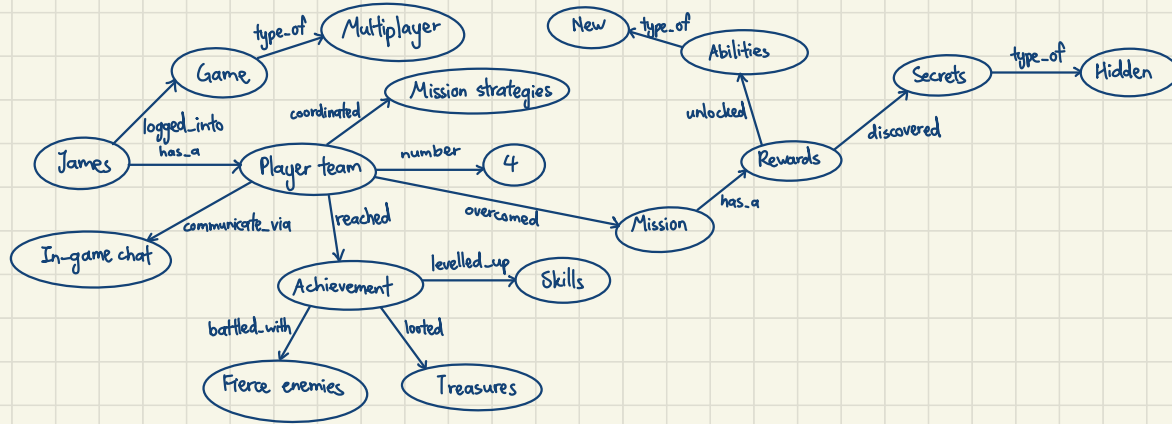 New
type_of
Multiplayer
type_of
Abilities
Game
Secrets
type_of
Hidden
Mission strategies
coordinated
unlocked
logged_into
discovered
has_a
James
Player team
number
4
Rewards
has_a
reached
overcomed
Mission
communicate_via
In-game chat
levelled_up
Skills
Achievement
battled_with
looted
Fierce enemies
Treasures